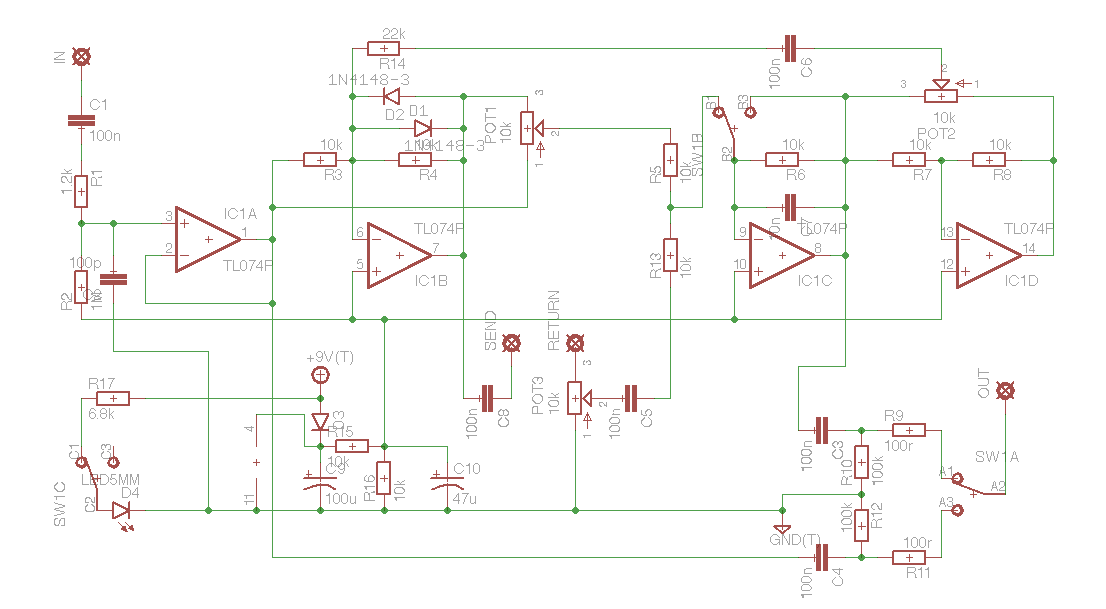 22k
IN
R14
100n
C6
2
1N4148-3
3
1
C1
D2
D1
3
B1
B3
100n
POT1
10k
10k
POT2
1N4148-3
2
10k
10k
10k
10k
R1
1.2k
R3
R4
1
R5
10k
SW1B
B2
R6
R7
R8
3
IC1A
1
TL074P
TL074P
TL074P
2
TL074P
6
7
9
8
13
14
100p
R13
10k
10n
C7
R2
1M
5
IC1B
10
IC1C
12
IC1D
SEND
RETURN
+9V(T)
3
R17
POT3
10k
2
OUT
6.8k
D3
100n
C8
1
100n
C5
R9
4
R15
100n
C3
100r
C1
C3
10k
SW1A
LED5MM
C9
C10
R10
100k
A1
A2
SW1C
C2
D4
11
100u
R16
10k
47u
A3
100k
R12
GND(T)
100r
100n
C4
R11